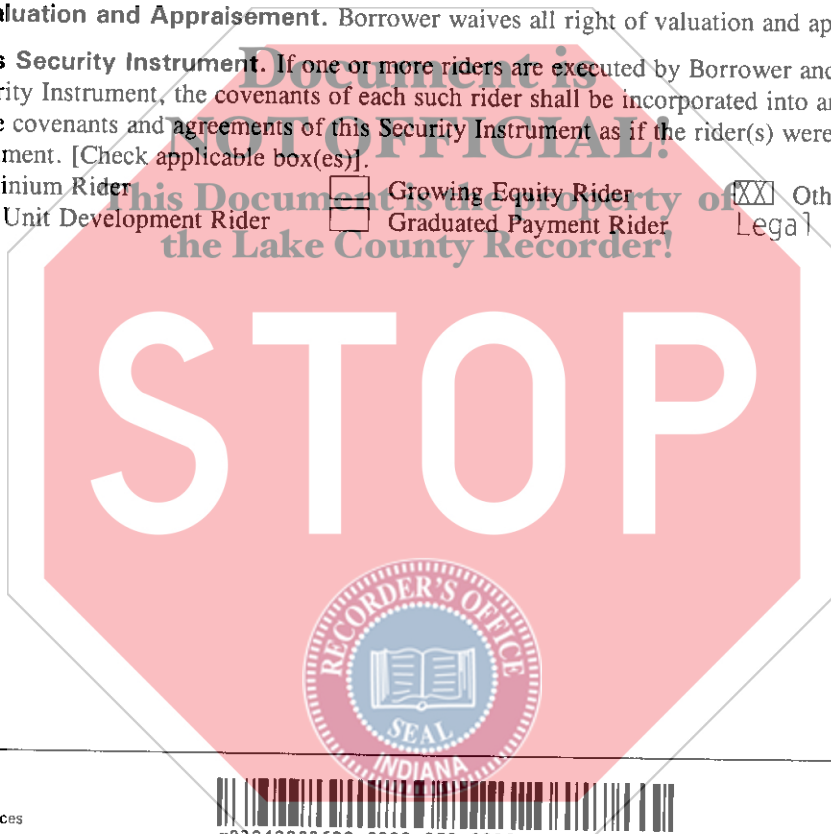 luation and Appraisement. Borrower waives all right of valuation and ap
s Security Instrument. If one or more riders are executed by Borrower and
rity Instrument, the covenants of each such rider shall be incorporated into
e covenants and agreements of this Security Instrument as if the rider(s) were
ment. [Check applicable box(es)].
inium Rider Growing Equity Rider XX Oth
Unit Development Rider Graduated Payment Rider Legal
Document is
NOT OFFICIAL!
This Document is the property of
the Lake County Recorder!
STOP
RECORDER'S OFFICE
SEAL
INDIANA
ces